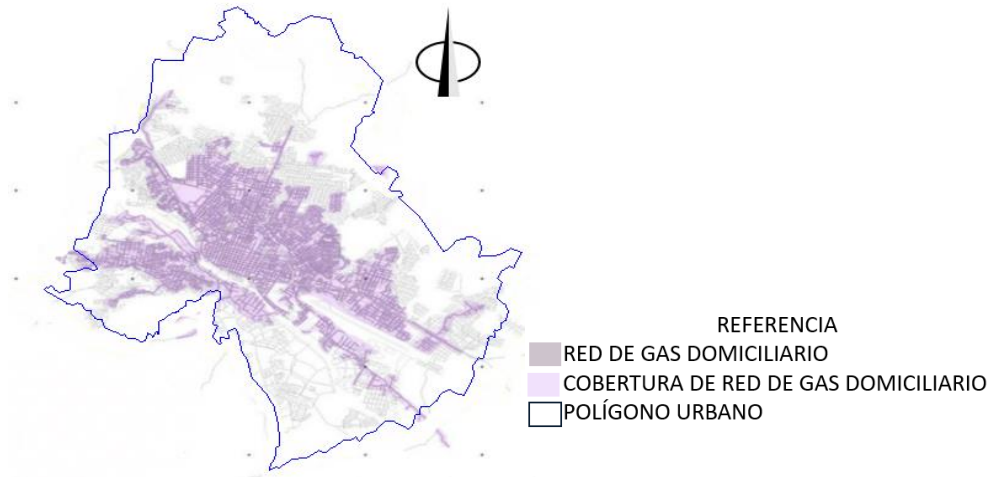 REFERENCIA
RED DE GAS DOMICILIARIO
COBERTURA DE RED DE GAS DOMICILIARIO
POLÍGONO URBANO